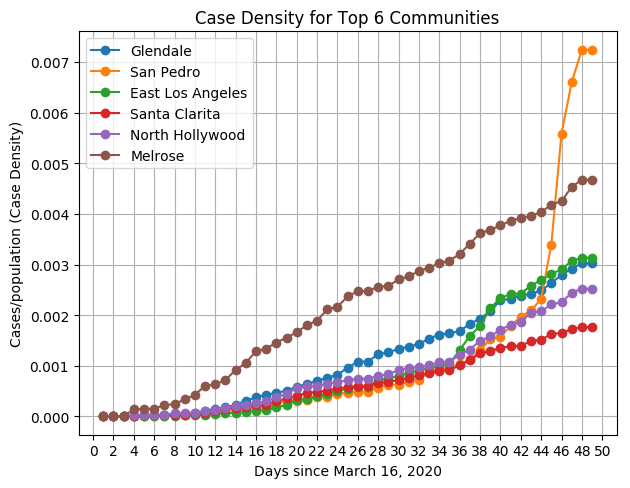 Case Density for Top 6 Communities
Glendale
San Pedro
East Los Angeles
Santa Clarita
North Hollywood
Melrose
Cases/population (Case Density)
0.007
0.006
0.005
0.004
0.003
0.002
0.001
0.000
0 2 4 6 8 10 12 14 16 18 20 22 24 26 28 30 32 34 36 38 40 42 44 46 48 50
Days since March 16, 2020